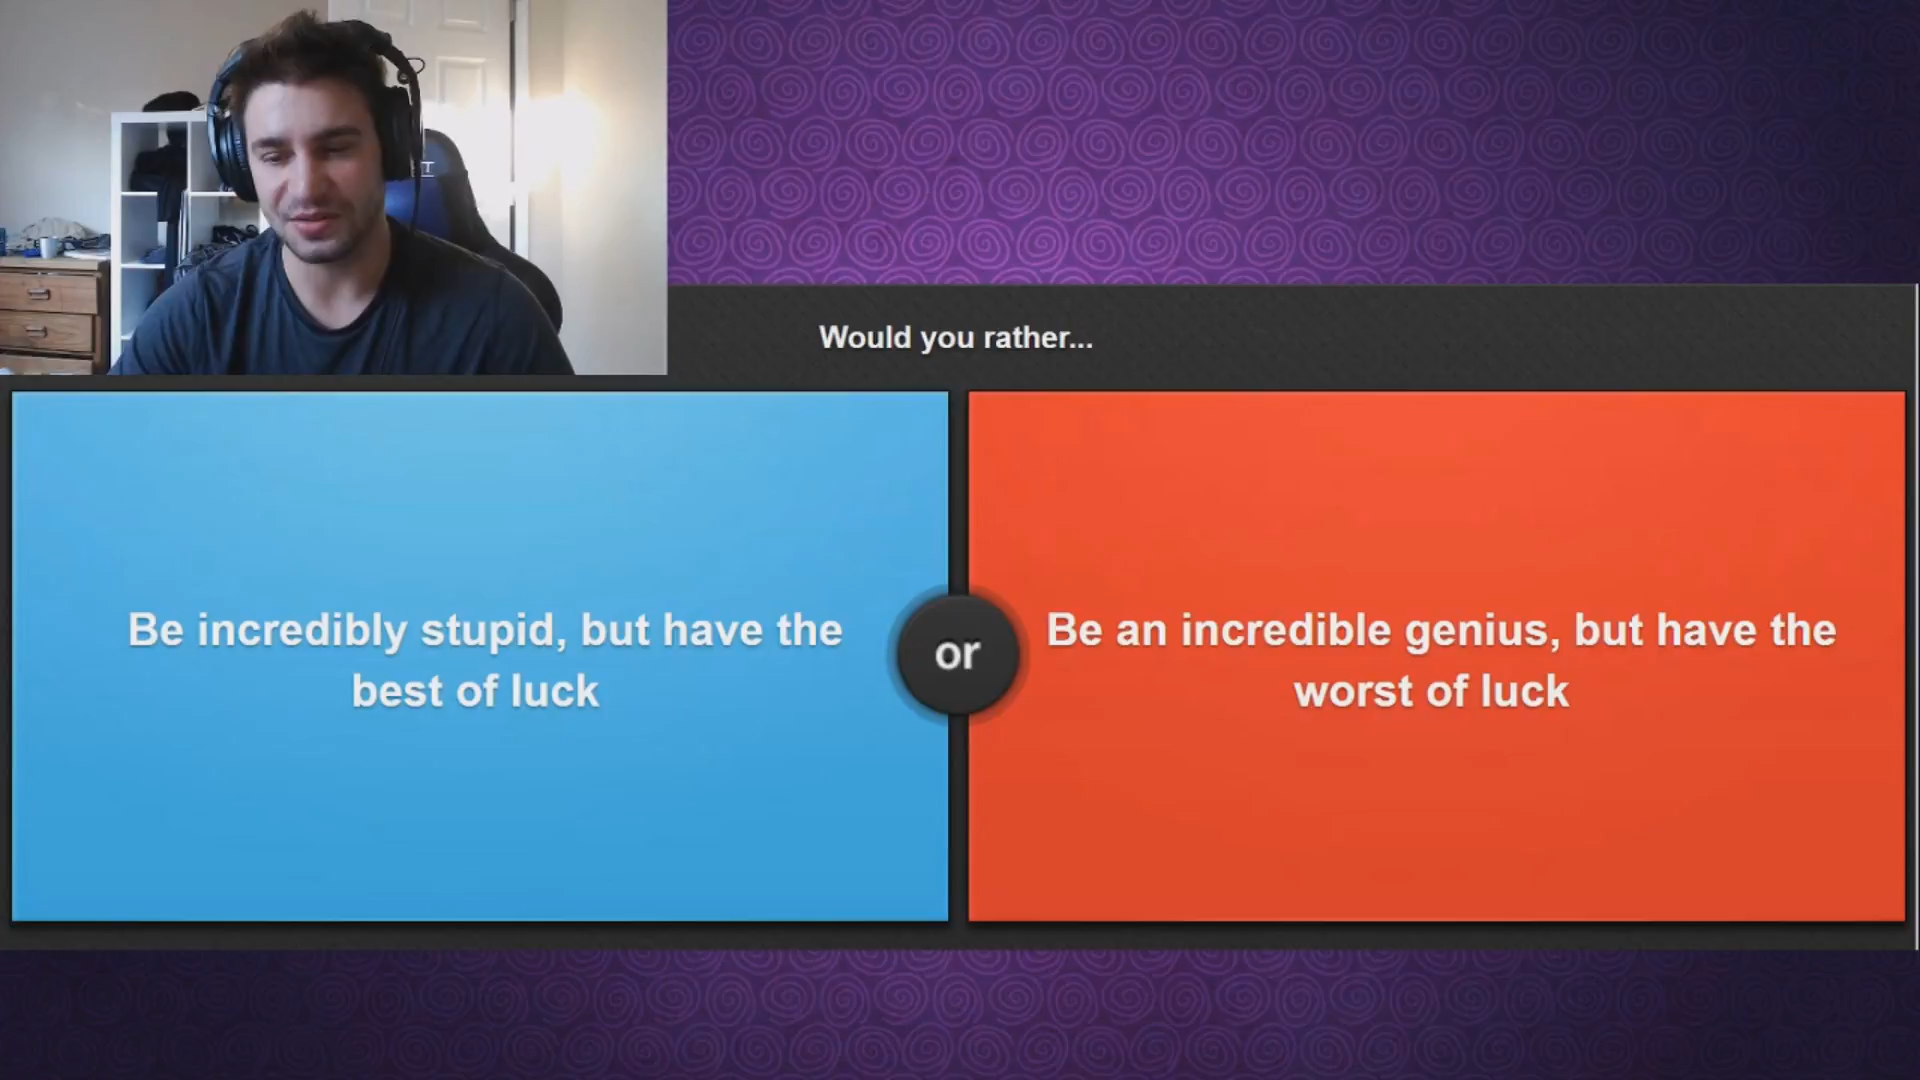 Would you rather...
Be incredibly stupid, but have the
best of luck
or
Be an incredible genius, but have the
worst of luck